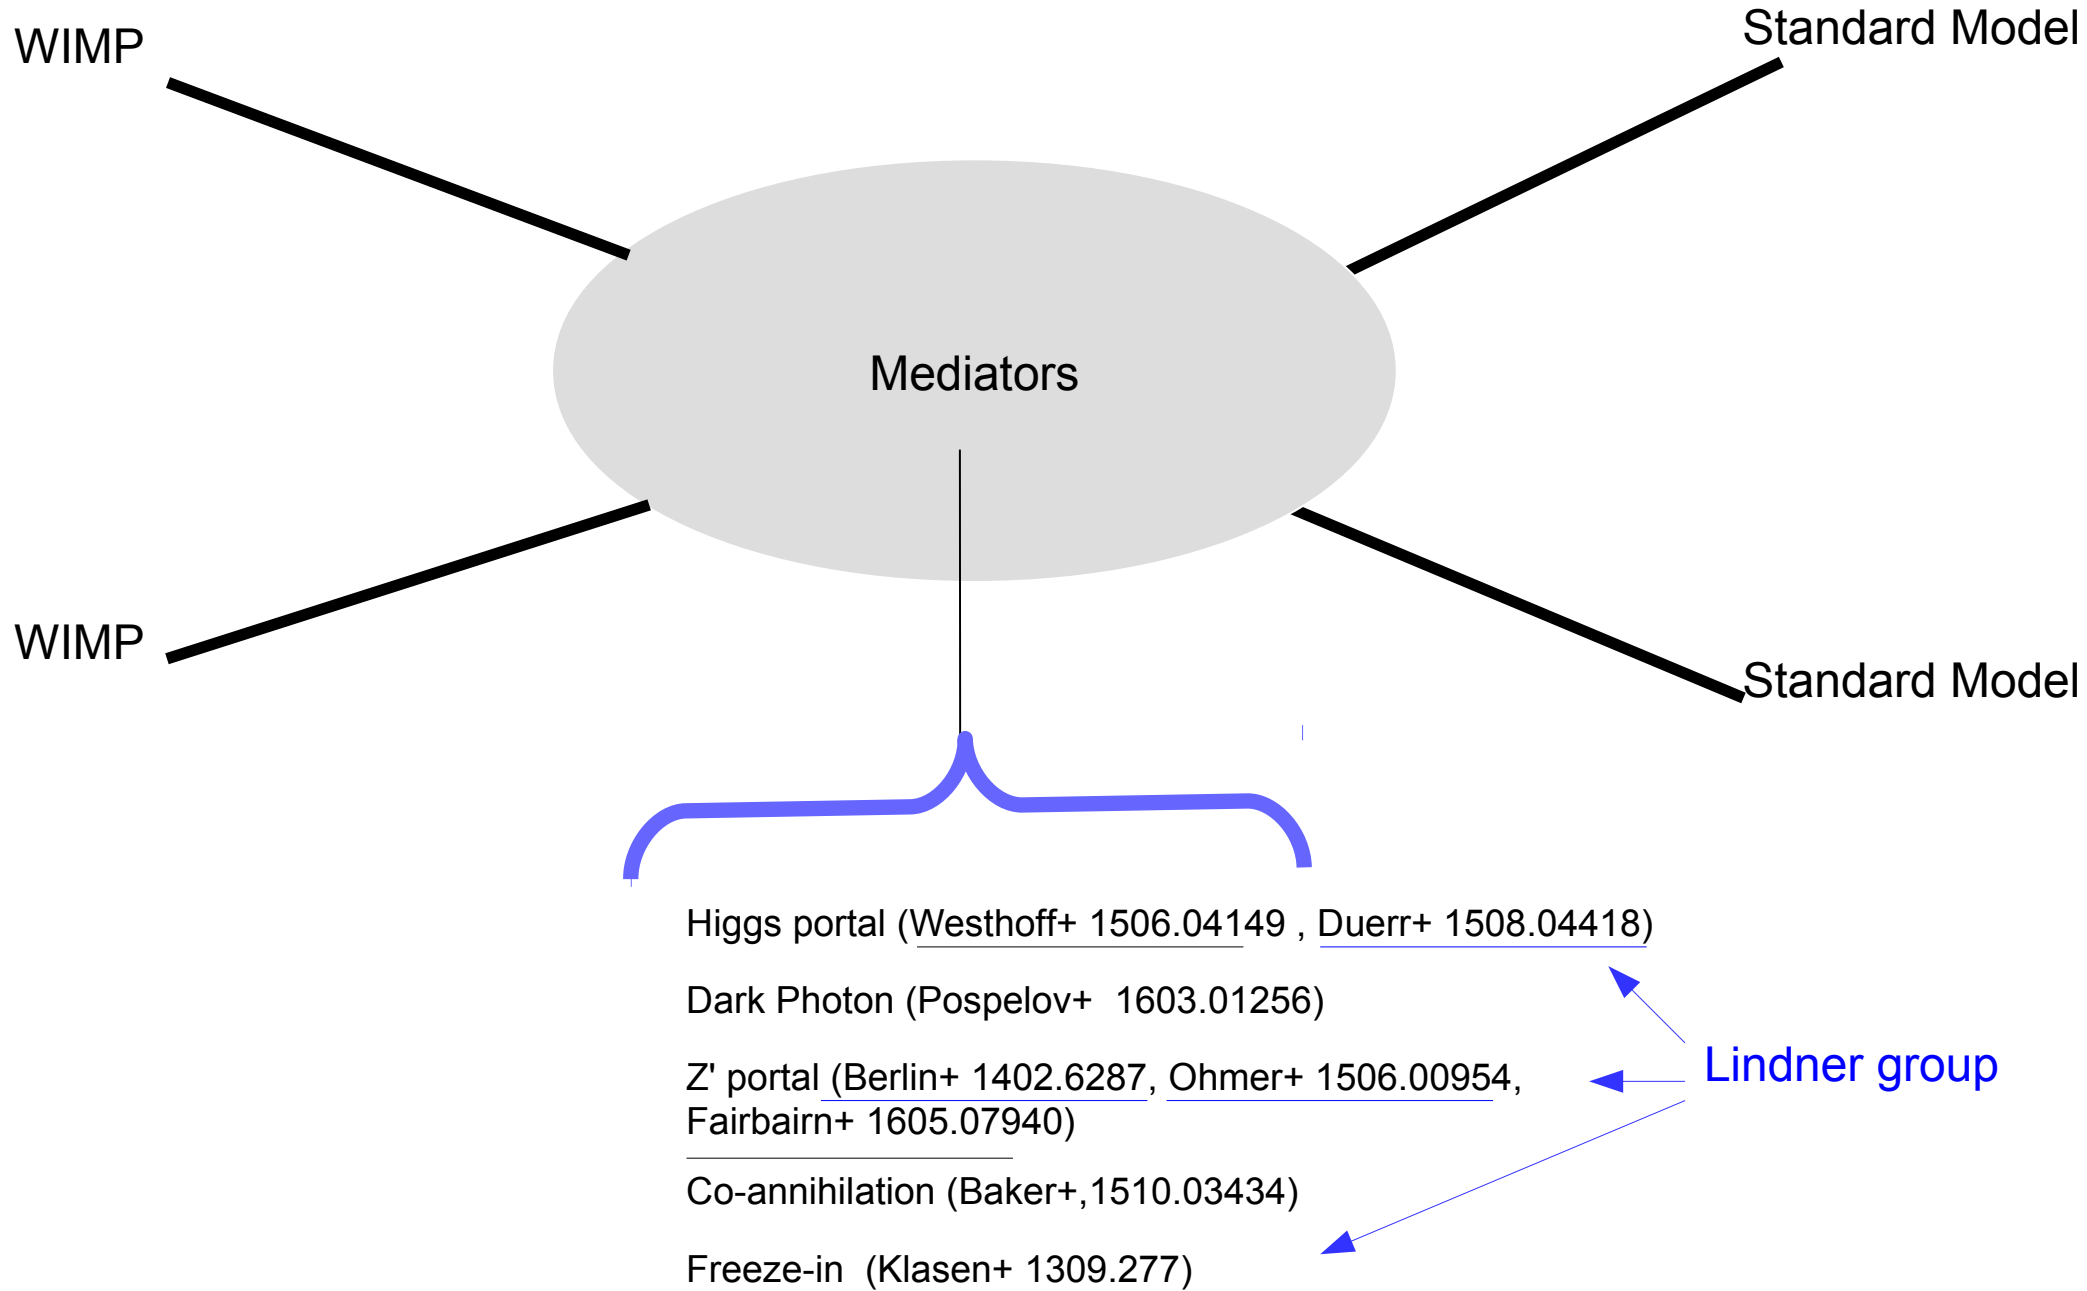 WIMP
Standard Model
Mediators
WIMP
Standard Model
Higgs portal (Westhoff+ 1506.04149 , Duerr+ 1508.04418)
Dark Photon (Pospelov+  1603.01256)
Z' portal (Berlin+ 1402.6287, Ohmer+ 1506.00954,
Fairbairn+ 1605.07940)
Lindner group
Co-annihilation (Baker+,1510.03434)
Freeze-in  (Klasen+ 1309.277)